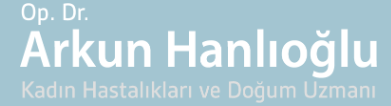 Op. Dr.
Arkun Hanlıoğlu
Kadın Hastalıkları ve Doğum Uzmanı